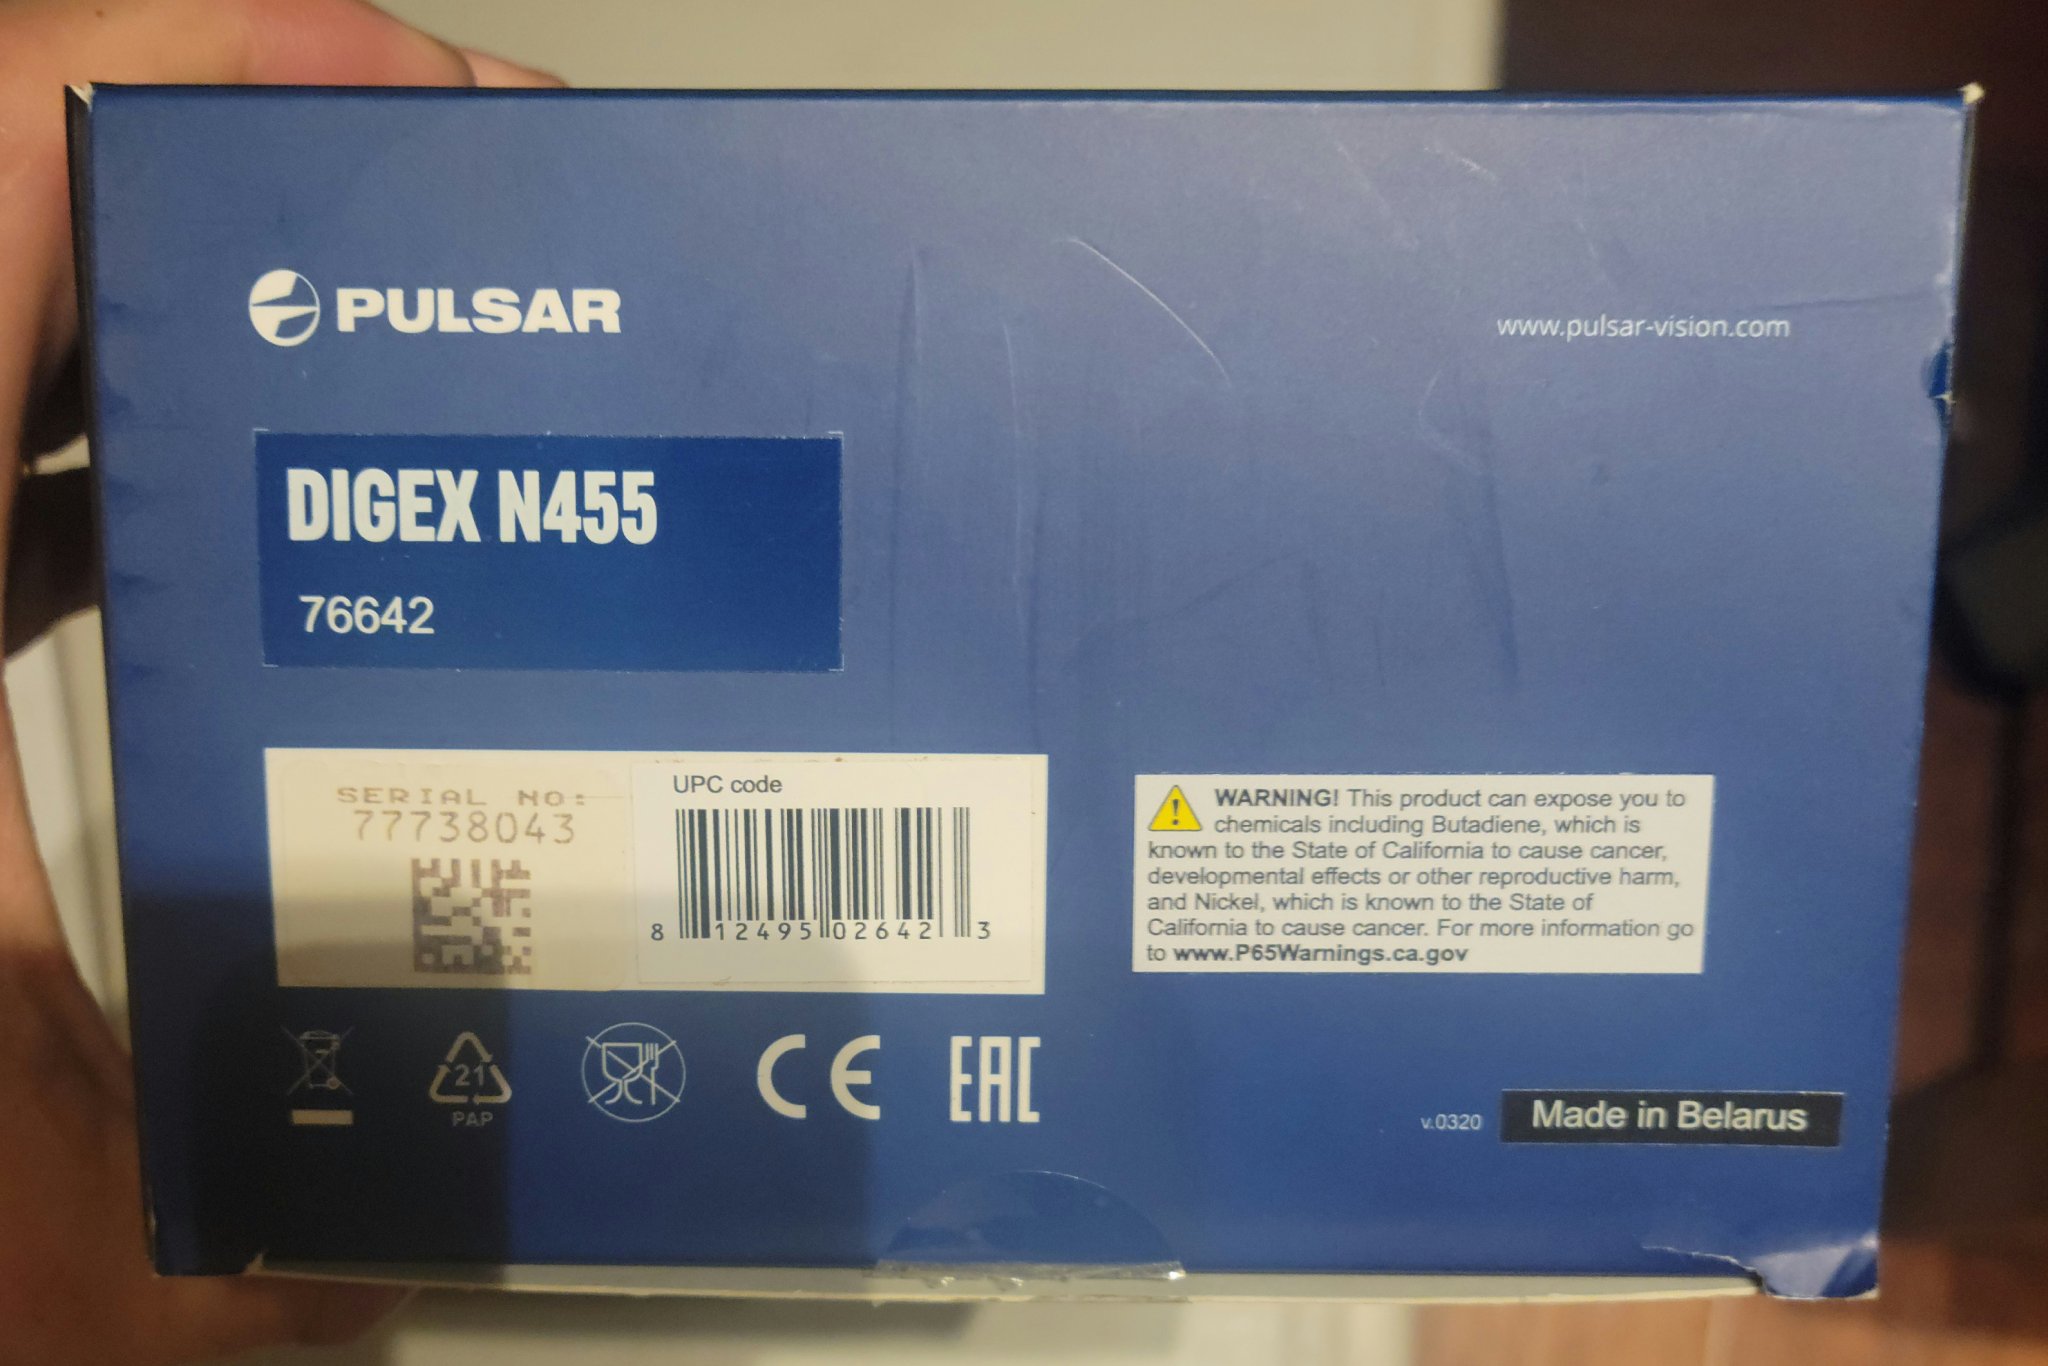 PULSAR
www.pulsar-vision.com
DIGEX N455
76642
SERIAL NO:
77738043
UPC code
8 12495 02642 3
WARNING! This product can expose you to
chemicals including Butadiene, which is
known to the State of California to cause cancer,
developmental effects or other reproductive harm,
and Nickel, which is known to the State of
California to cause cancer. For more information go
to www.P65Warnings.ca.gov
21
PAP
CE
EAC
v.0320
Made in Belarus